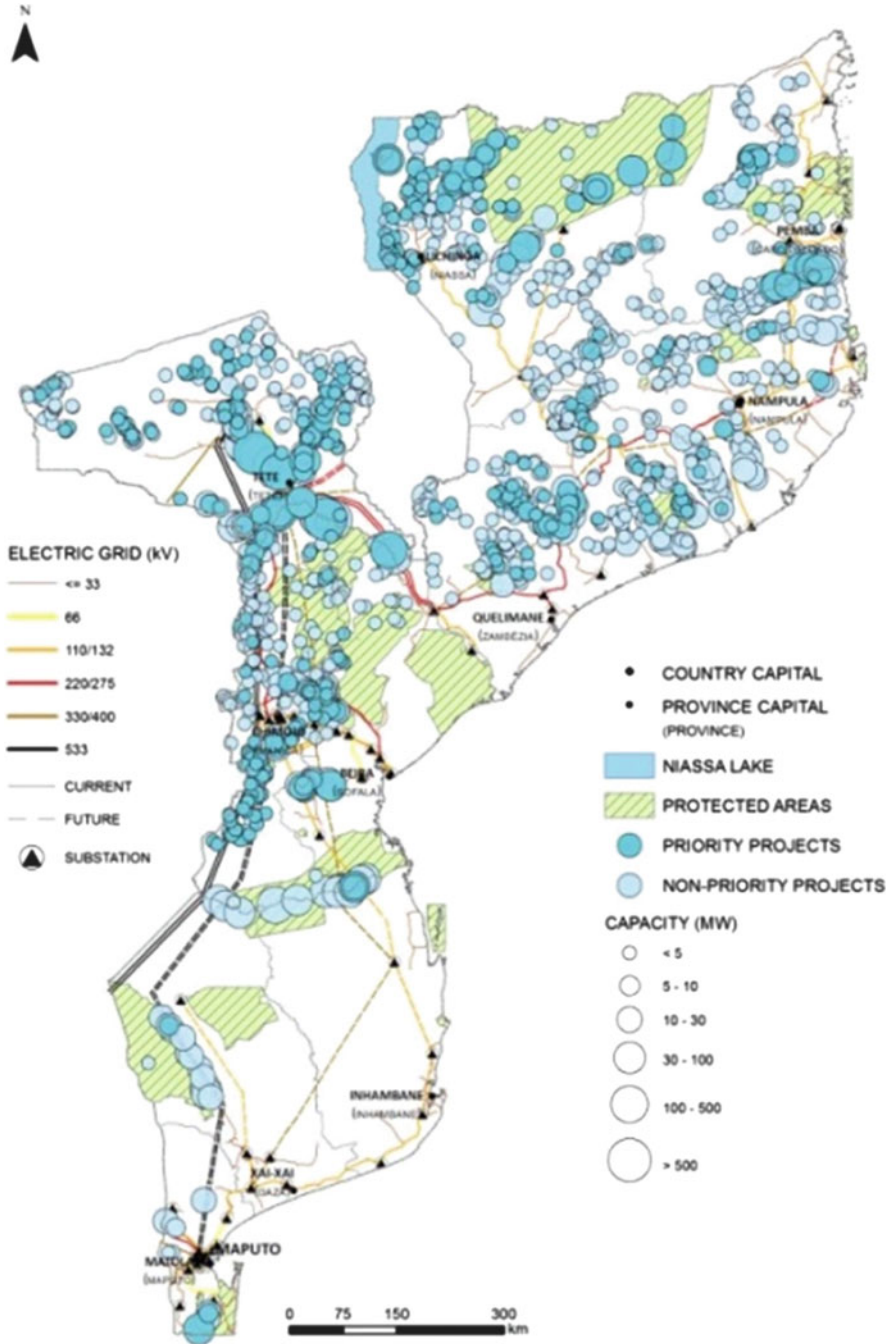 N
PEMBA
LICHINGA
(NIASSA)
NAMPULA
(NAMPULA)
TETE
ELECTRIC GRID (kV)
<= 33
66
110/132
220/275
330/400
533
CURRENT
FUTURE
SUBSTATION
QUELIMANE
(ZAMBÉZIA)
BEIRA
(SOFALA)
COUNTRY CAPITAL
PROVINCE CAPITAL
(PROVINCE)
NIASSA LAKE
PROTECTED AREAS
PRIORITY PROJECTS
NON-PRIORITY PROJECTS
CAPACITY (MW)
< 5
5 - 10
10 - 30
30 - 100
100 - 500
> 500
INHAMBANE
(INHAMBANE)
XAI-XAI
(GAZA)
MAPUTO
MATOLA
(MAPUTO)
0 75 150 300
km